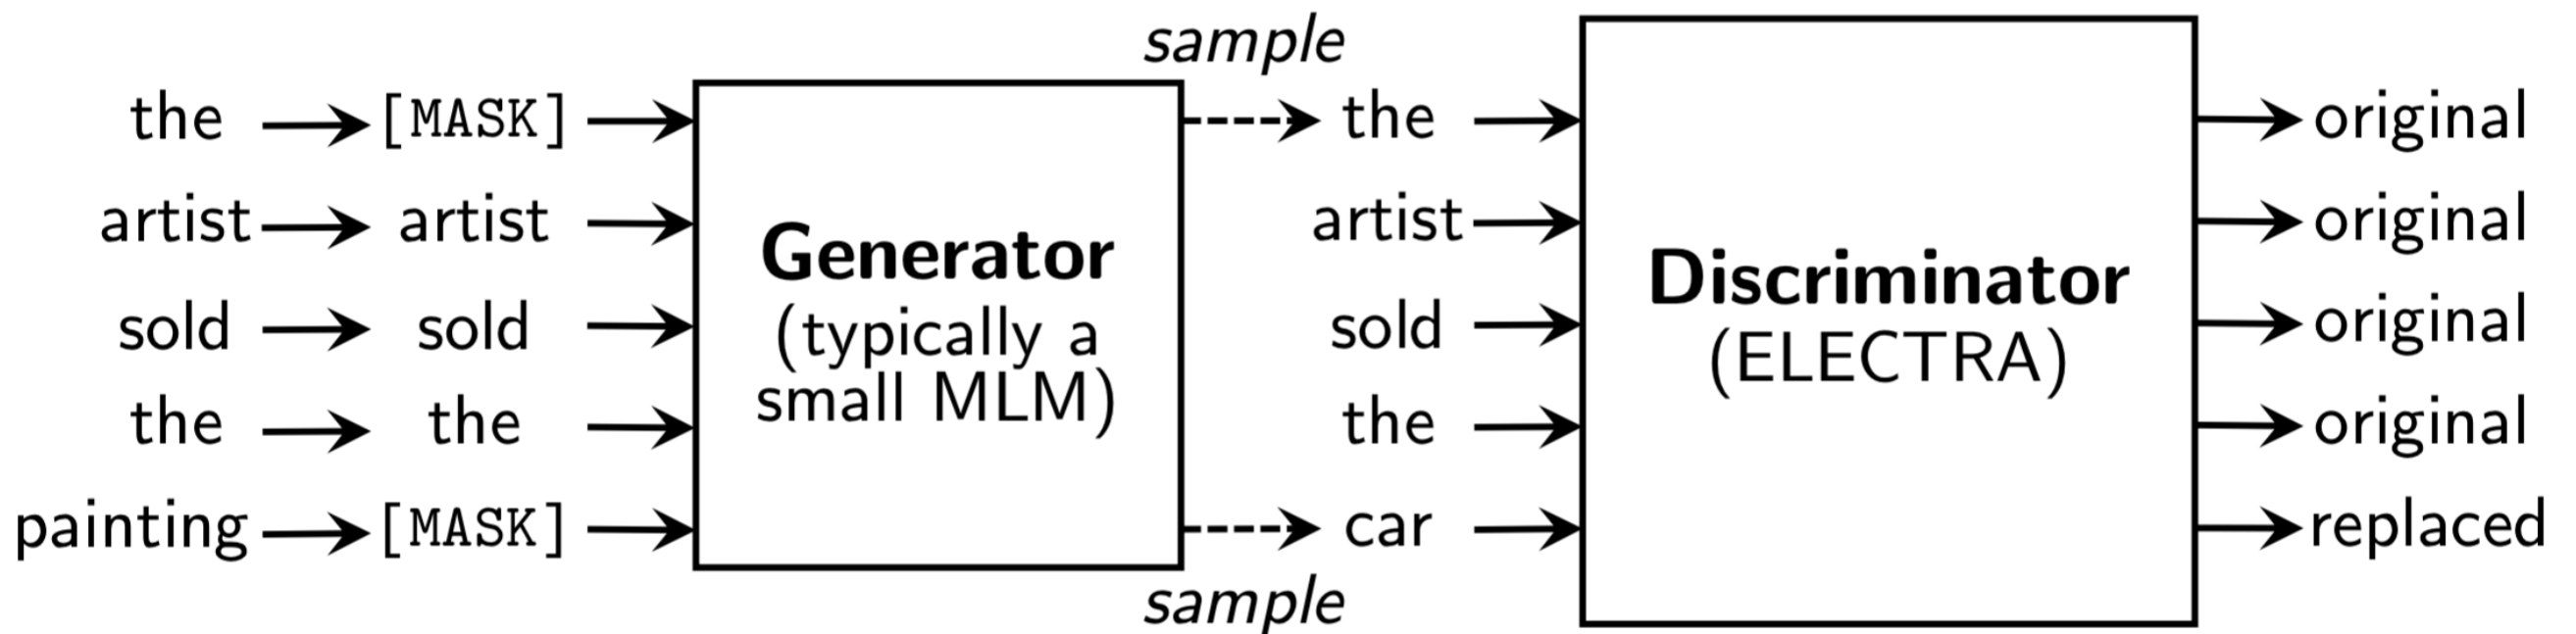 sample
the [MASK] the original
artist artist artist original
Generator
(typically a
small MLM)
Discriminator
(ELECTRA)
sold sold sold original
the the the original
painting [MASK] car replaced
sample